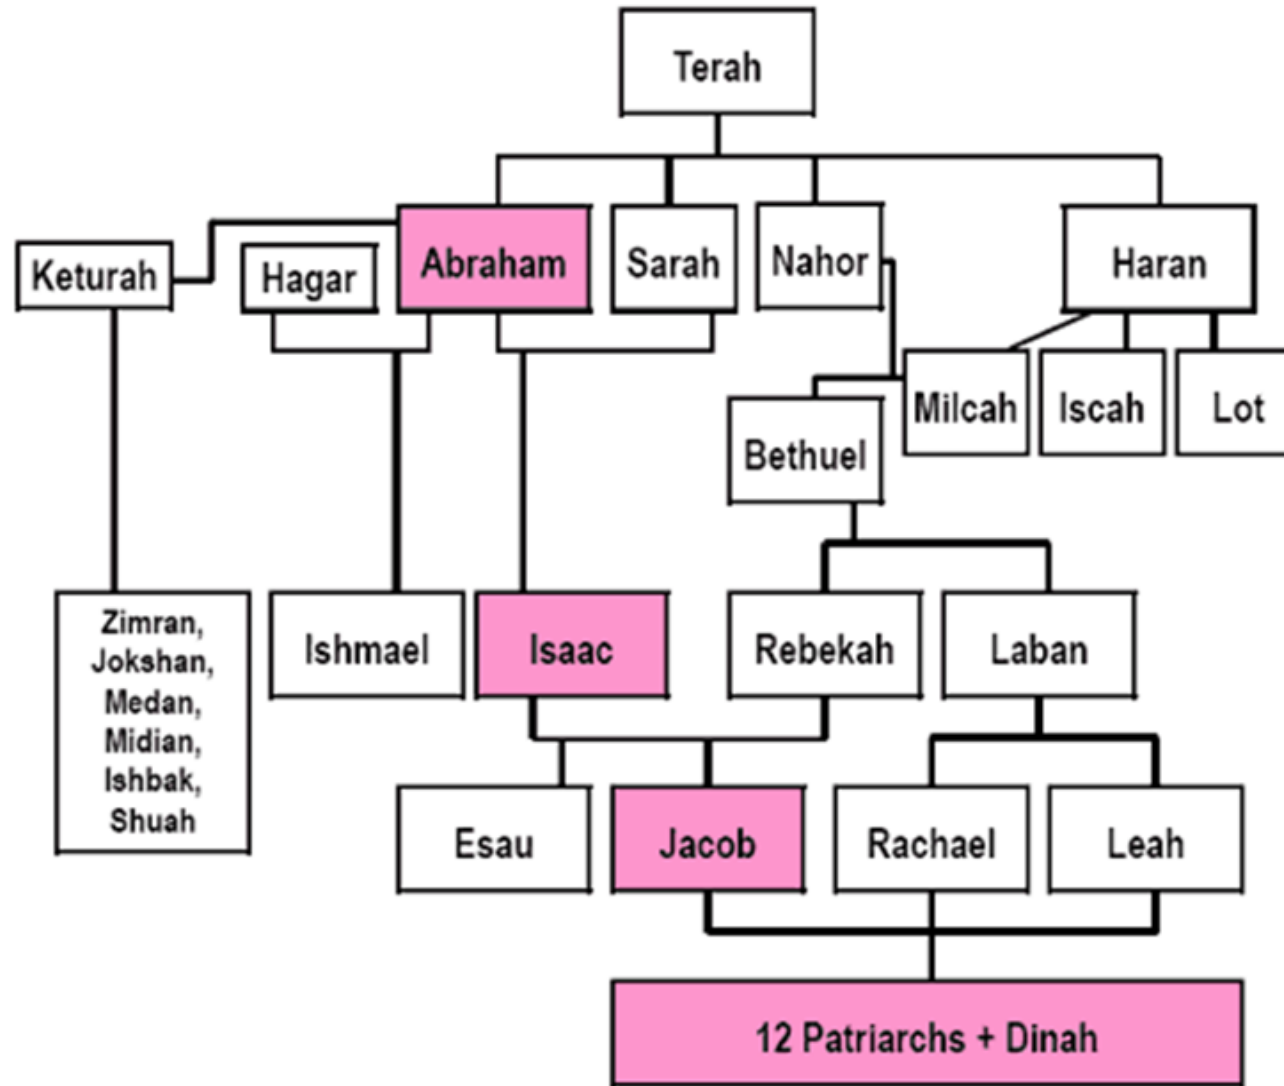 Terah
Keturah
Hagar
Abraham
Sarah
Nahor
Haran
Milcah
Iscah
Lot
Bethuel
Zimran,
Jokshan,
Medan,
Midian,
Ishbak,
Shuah
Ishmael
Isaac
Rebekah
Laban
Esau
Jacob
Rachael
Leah
12 Patriarchs + Dinah